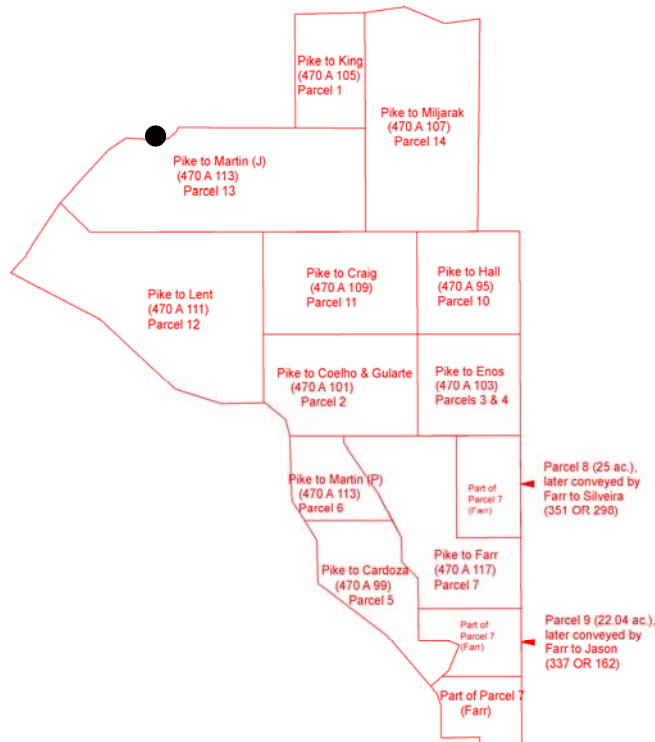 Pike to King
(470 A 105)
Parcel 1
Pike to Miljarak
(470 A 107)
Parcel 14
Pike to Martin (J)
(470 A 113)
Parcel 13
Pike to Lent
(470 A 111)
Parcel 12
Pike to Craig
(470 A 109)
Parcel 11
Pike to Hall
(470 A 95)
Parcel 10
Pike to Coelho & Gularte
(470 A 101)
Parcel 2
Pike to Enos
(470 A 103)
Parcels 3 & 4
Pike to Martin (P)
(470 A 113)
Parcel 6
Part of
Parcel 7
(Farr)
Parcel 8 (25 ac.),
later conveyed by
Farr to Silveira
(351 OR 298)
Pike to Cardoza
(470 A 99)
Parcel 5
Pike to Farr
(470 A 117)
Parcel 7
Part of
Parcel 7
(Farr)
Parcel 9 (22.04 ac.),
later conveyed by
Farr to Jason
(337 OR 162)
Part of Parcel 7
(Farr)